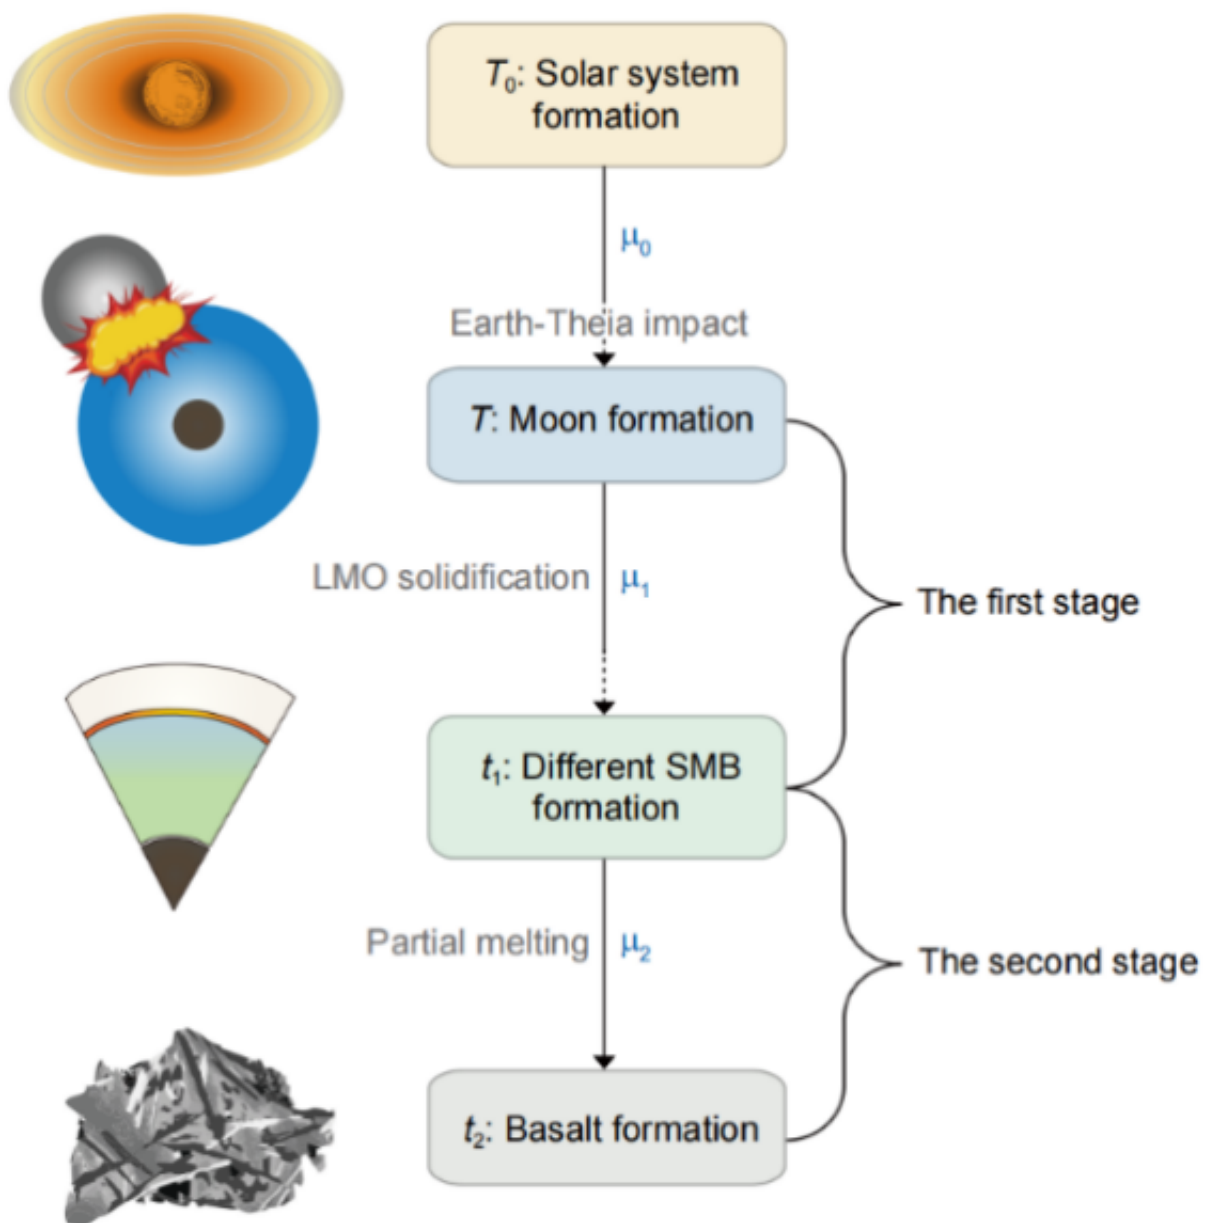 T₀: Solar system
formation
μ₀
Earth-Theia impact
T: Moon formation
LMO solidification
μ₁
The first stage
t₁: Different SMB
formation
Partial melting
μ₂
The second stage
t₂: Basalt formation